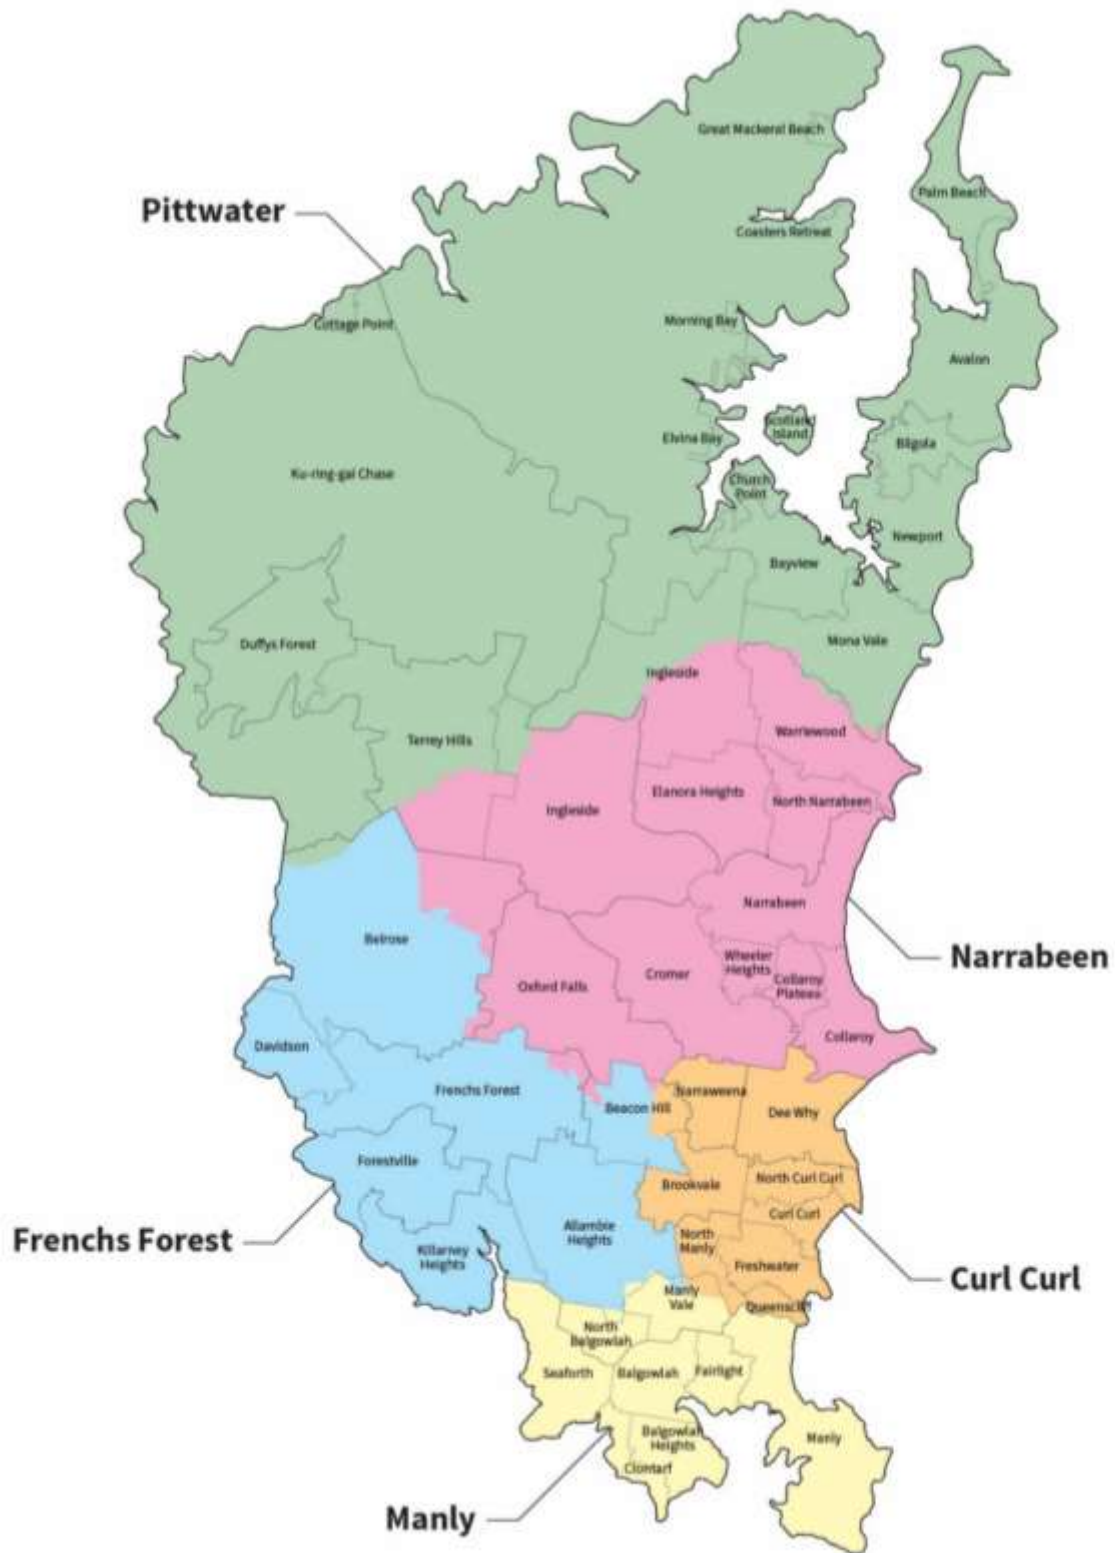 Great Mackeral Beach
Palm Beach
Pittwater
Coasters Retreat
Cottage Point
Morning Bay
Avalon
Scotland
Island
Elvina Bay
Bilgola
Ku-ring-gai Chase
Church
Point
Newport
Bayview
Duffys Forest
Mona Vale
Ingleside
Terrey Hills
Warriewood
Elanora Heights
North Narrabeen
Ingleside
Narrabeen
Belrose
Narrabeen
Wheeler
Heights
Cromer
Oxford Falls
Collaroy
Plateau
Collaroy
Davidson
Frenchs Forest
Narraweena
Beacon Hill
Dee Why
Forestville
Brookvale
North Curl Curl
Curl Curl
Allambie
Heights
North
Manly
Frenchs Forest
Killarney
Heights
Freshwater
Curl Curl
Manly
Vale
Queenscliff
North
Balgowlah
Seaforth
Balgowlah
Fairlight
Balgowlah
Heights
Manly
Clontarf
Manly